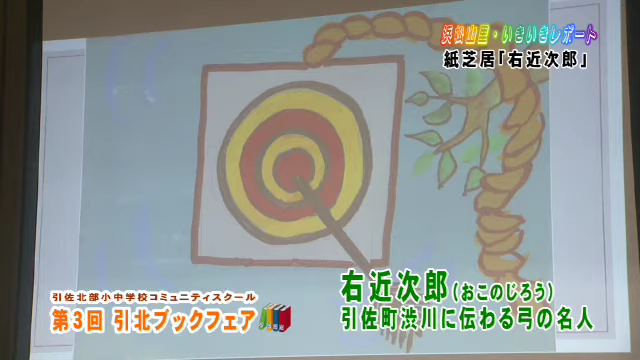 浜松山里・いきいきレポート
紙芝居「右近次郎」
引佐北部小中学校コミュニティスクール
第3回 引北ブックフェア
右近次郎(おこのじろう)
引佐町渋川に伝わる弓の名人